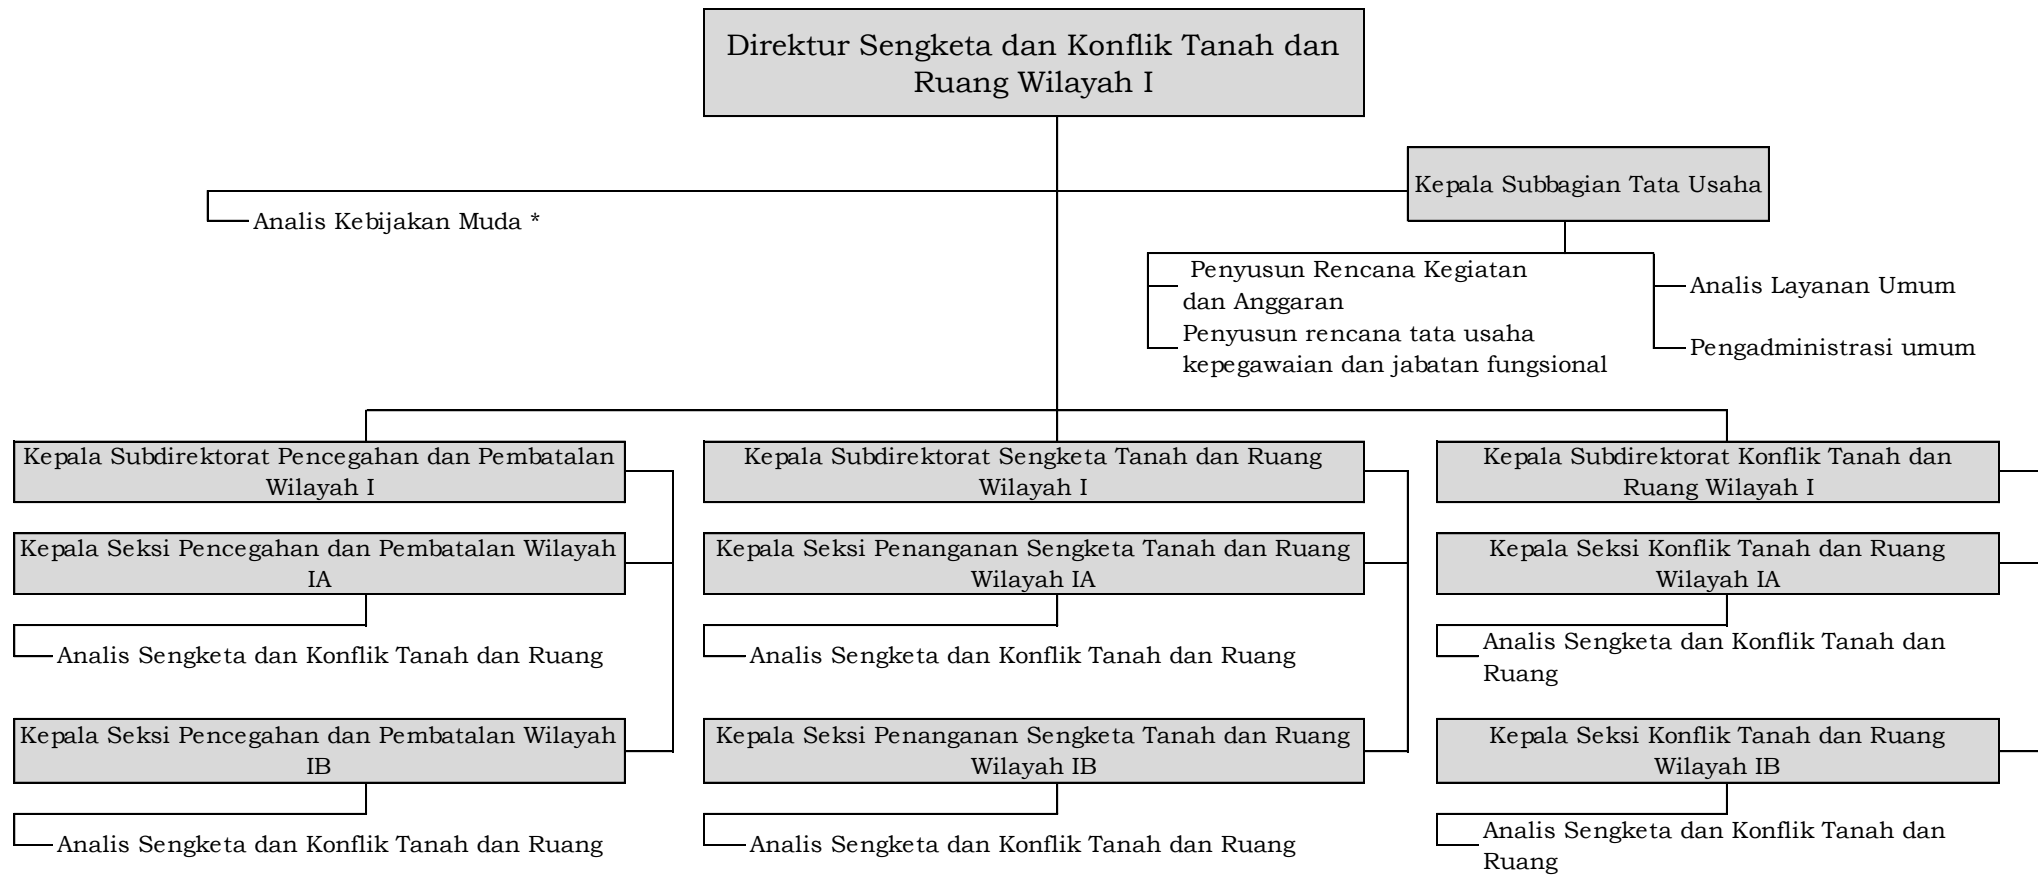 Direktur Sengketa dan Konflik Tanah dan
Ruang Wilayah I
Kepala Subbagian Tata Usaha
Analis Kebijakan Muda *
Penyusun Rencana Kegiatan
dan Anggaran
Penyusun rencana tata usaha
kepegawaian dan jabatan fungsional
Analis Layanan Umum
Pengadministrasi umum
Kepala Subdirektorat Pencegahan dan Pembatalan
Wilayah I
Kepala Seksi Pencegahan dan Pembatalan Wilayah
IA
Analis Sengketa dan Konflik Tanah dan Ruang
Kepala Seksi Pencegahan dan Pembatalan Wilayah
IB
Analis Sengketa dan Konflik Tanah dan Ruang
Kepala Subdirektorat Sengketa Tanah dan Ruang
Wilayah I
Kepala Seksi Penanganan Sengketa Tanah dan Ruang
Wilayah IA
Analis Sengketa dan Konflik Tanah dan Ruang
Kepala Seksi Penanganan Sengketa Tanah dan Ruang
Wilayah IB
Analis Sengketa dan Konflik Tanah dan Ruang
Kepala Subdirektorat Konflik Tanah dan
Ruang Wilayah I
Kepala Seksi Konflik Tanah dan Ruang
Wilayah IA
Analis Sengketa dan Konflik Tanah dan
Ruang
Kepala Seksi Konflik Tanah dan Ruang
Wilayah IB
Analis Sengketa dan Konflik Tanah dan
Ruang